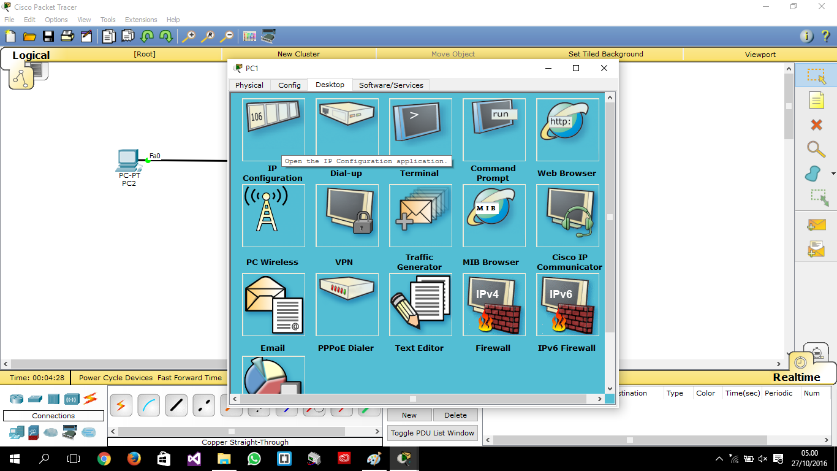 Cisco Packet Tracer
File Edit Options View Tools Extensions Help
Logical
[Root]
New Cluster
Move Object
Set Tiled Background
Viewport
PC1
Physical Config Desktop Software/Services
106
>
run
http:
Open the IP Configuration application.
IP
Configuration
Dial-up
Terminal
Command
Prompt
Web Browser
MIB
PC Wireless
VPN
Traffic
Generator
MIB Browser
Cisco IP
Communicator
@
IPv4
IPv6
Email
PPPoE Dialer
Text Editor
Firewall
IPv6 Firewall
Fa0
PC-PT
PC2
Realtime
Time: 00:04:28 Power Cycle Devices Fast Forward Time
Connections
Copper Straight-Through
New
Delete
Toggle PDU List Window
stination Type Color Time(sec) Periodic Num
05.00
27/10/2016